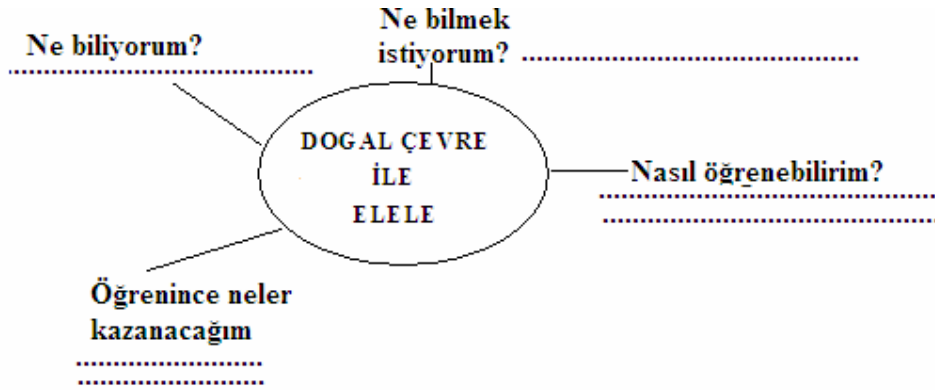 Ne biliyorum?
..........................................
Ne bilmek
istiyorum? ..........................................
DOGAL ÇEVRE
İLE
ELELE
Nasıl öğrenebilirim?
..........................................
..........................................
Öğrenince neler
kazanacağım
........................
........................